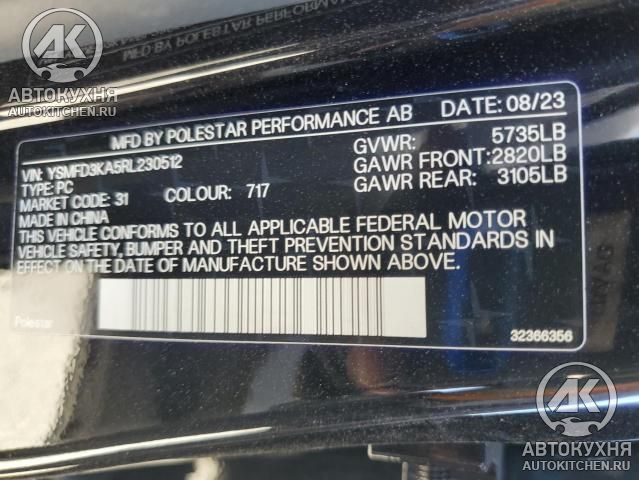 MFD BY POLESTAR PERFORMANCE AB DATE: 08/23
VIN: YSMFD3KA5RL230512
GVWR: 5735LB
TYPE: PC
GAWR FRONT: 2820LB
MARKET CODE: 31 COLOUR: 717
GAWR REAR: 3105LB
MADE IN CHINA
THIS VEHICLE CONFORMS TO ALL APPLICABLE FEDERAL MOTOR
VEHICLE SAFETY, BUMPER AND THEFT PREVENTION STANDARDS IN
EFFECT ON THE DATE OF MANUFACTURE SHOWN ABOVE.
Polestar
32366356
АК
АВТОКУХНЯ
AUTOKITCHEN.RU
АК
АВТОКУХНЯ
AUTOKITCHEN.RU